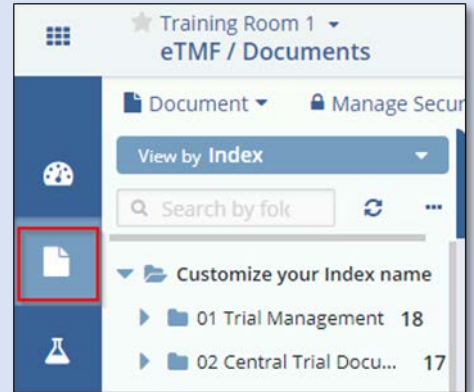 Training Room 1
eTMF / Documents
Document Manage Secur
View by Index
Search by folc
Customize your Index name
01 Trial Management 18
02 Central Trial Docu... 17